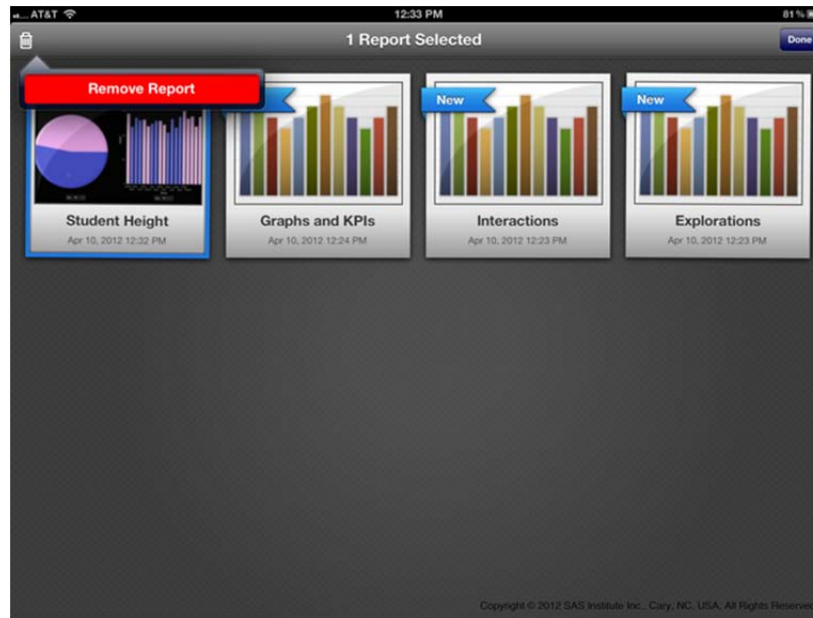 AT&T
12:33 PM
81%
1 Report Selected
Done
Remove Report
New
New
Student Height
Apr 10, 2012 12:32 PM
Graphs and KPIs
Apr 10, 2012 12:24 PM
Interactions
Apr 10, 2012 12:23 PM
Explorations
Apr 10, 2012 12:23 PM
Copyright © 2012 SAS Institute Inc., Cary, NC, USA, All Rights Reserved